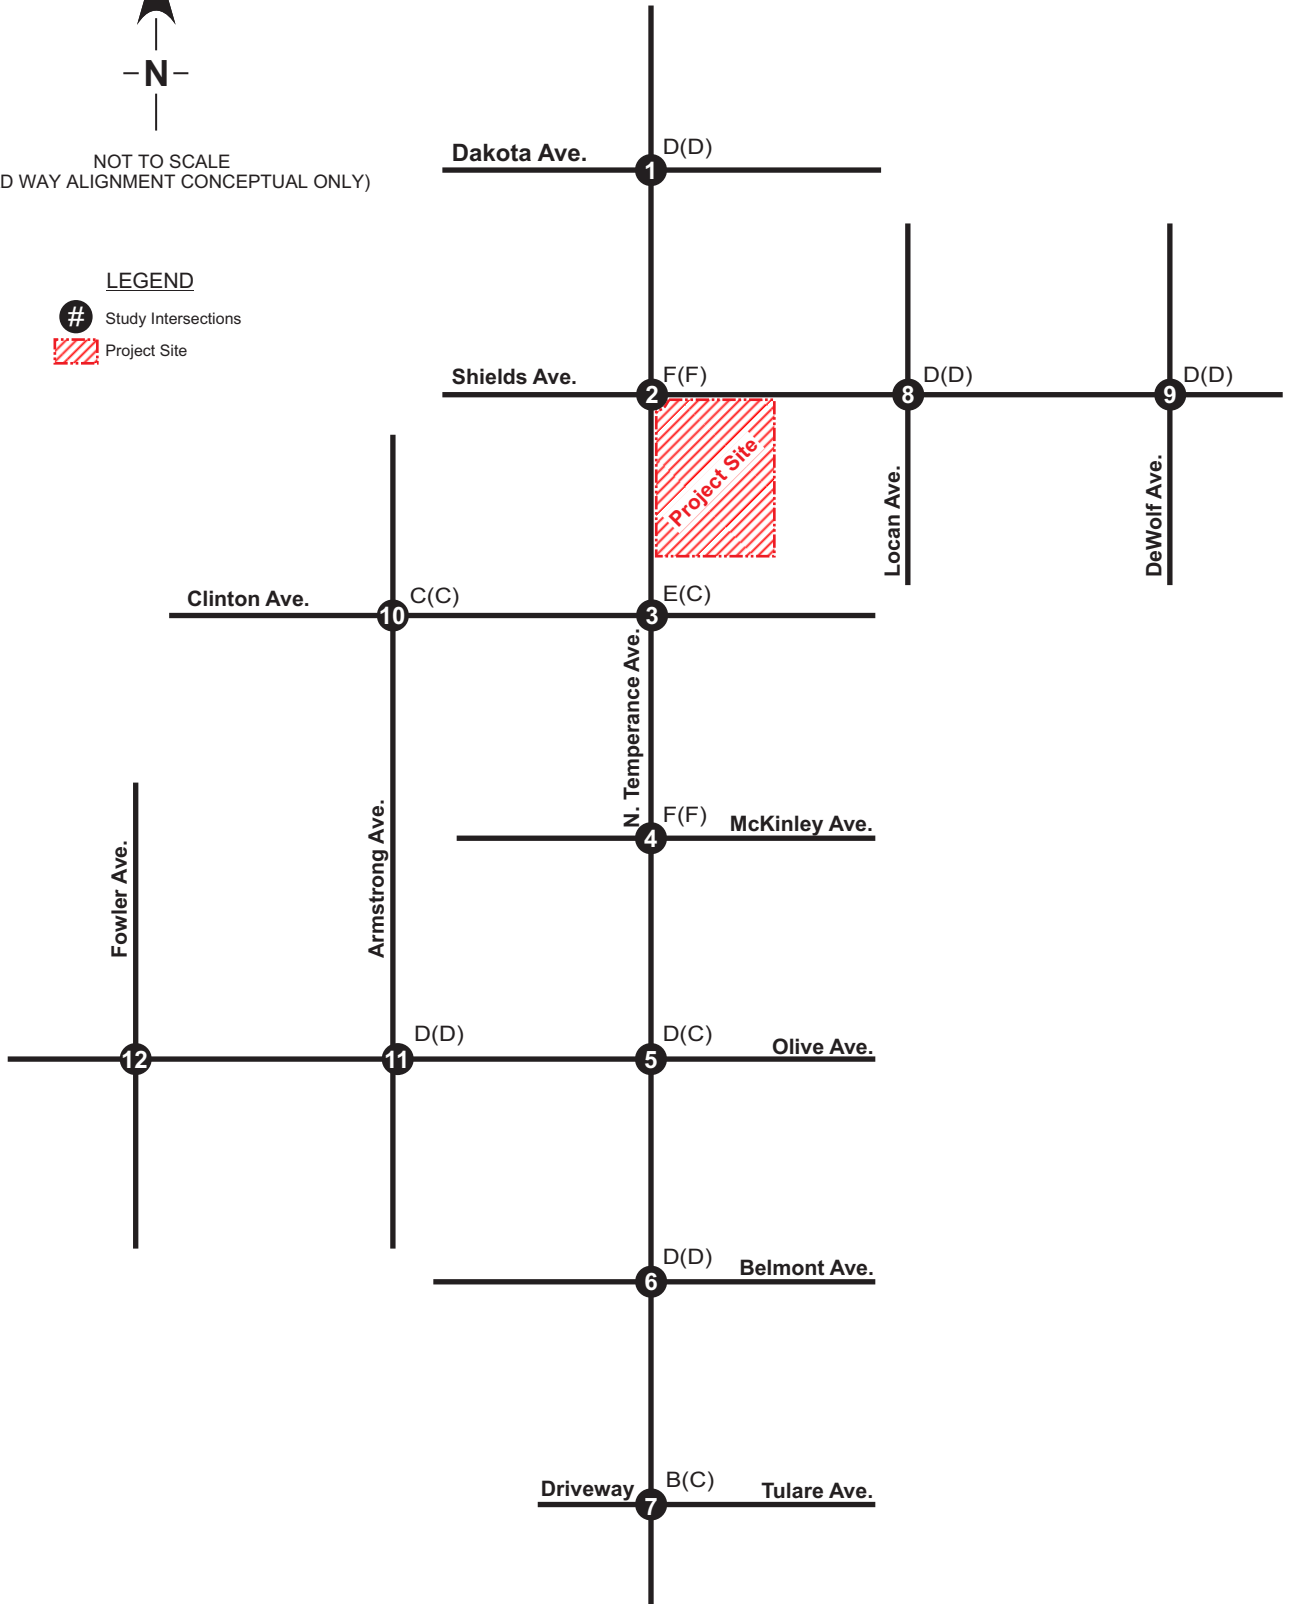 N
NOT TO SCALE
D WAY ALIGNMENT CONCEPTUAL ONLY)
LEGEND
# Study Intersections
Project Site
Dakota Ave.
D(D)
1
Shields Ave.
F(F)
2
D(D)
8
D(D)
9
Project Site
Locan Ave.
DeWolf Ave.
Clinton Ave.
C(C)
10
E(C)
3
N. Temperance Ave.
F(F)
McKinley Ave.
4
Fowler Ave.
Armstrong Ave.
12
D(D)
11
D(C)
Olive Ave.
5
D(D)
Belmont Ave.
6
Driveway
B(C)
Tulare Ave.
7